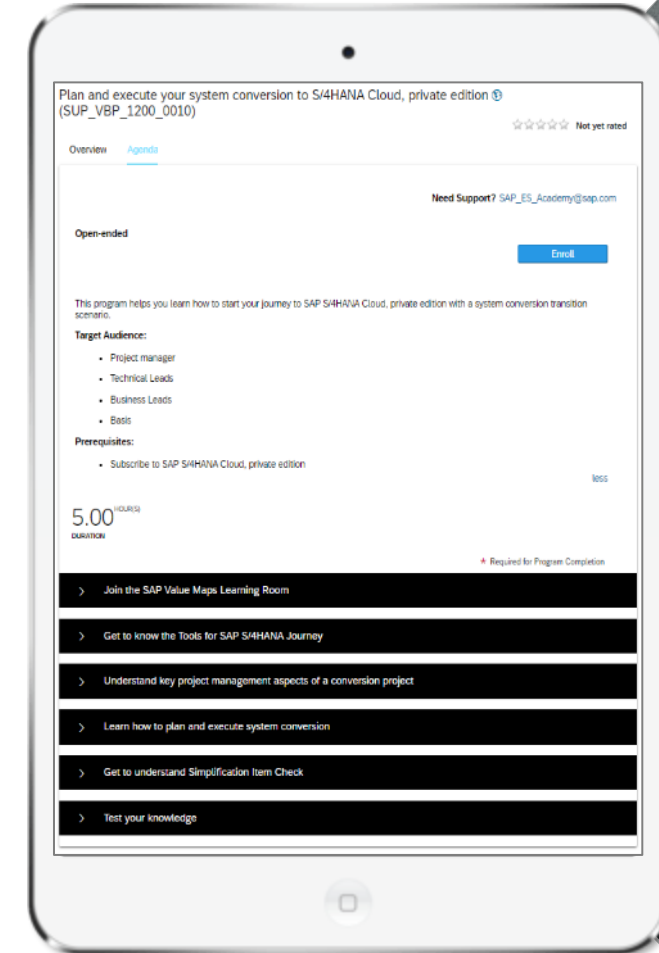 Plan and execute your system conversion to S/4HANA Cloud, private edition
(SUP_VBP_1200_0010)
Not yet rated
Overview Agenda
Need Support? SAP_ES_Academy@sap.com
Open-ended
Enroll
This program helps you learn how to start your journey to SAP S/4HANA Cloud, private edition with a system conversion transition
scenario.
Target Audience:
• Project manager
• Technical Leads
• Business Leads
• Basis
Prerequisites:
• Subscribe to SAP S/4HANA Cloud, private edition
less
5.00 HOUR(S)
DURATION
* Required for Program Completion
Join the SAP Value Maps Learning Room
Get to know the Tools for SAP S/4HANA Journey
Understand key project management aspects of a conversion project
Learn how to plan and execute system conversion
Get to understand Simplification Item Check
Test your knowledge